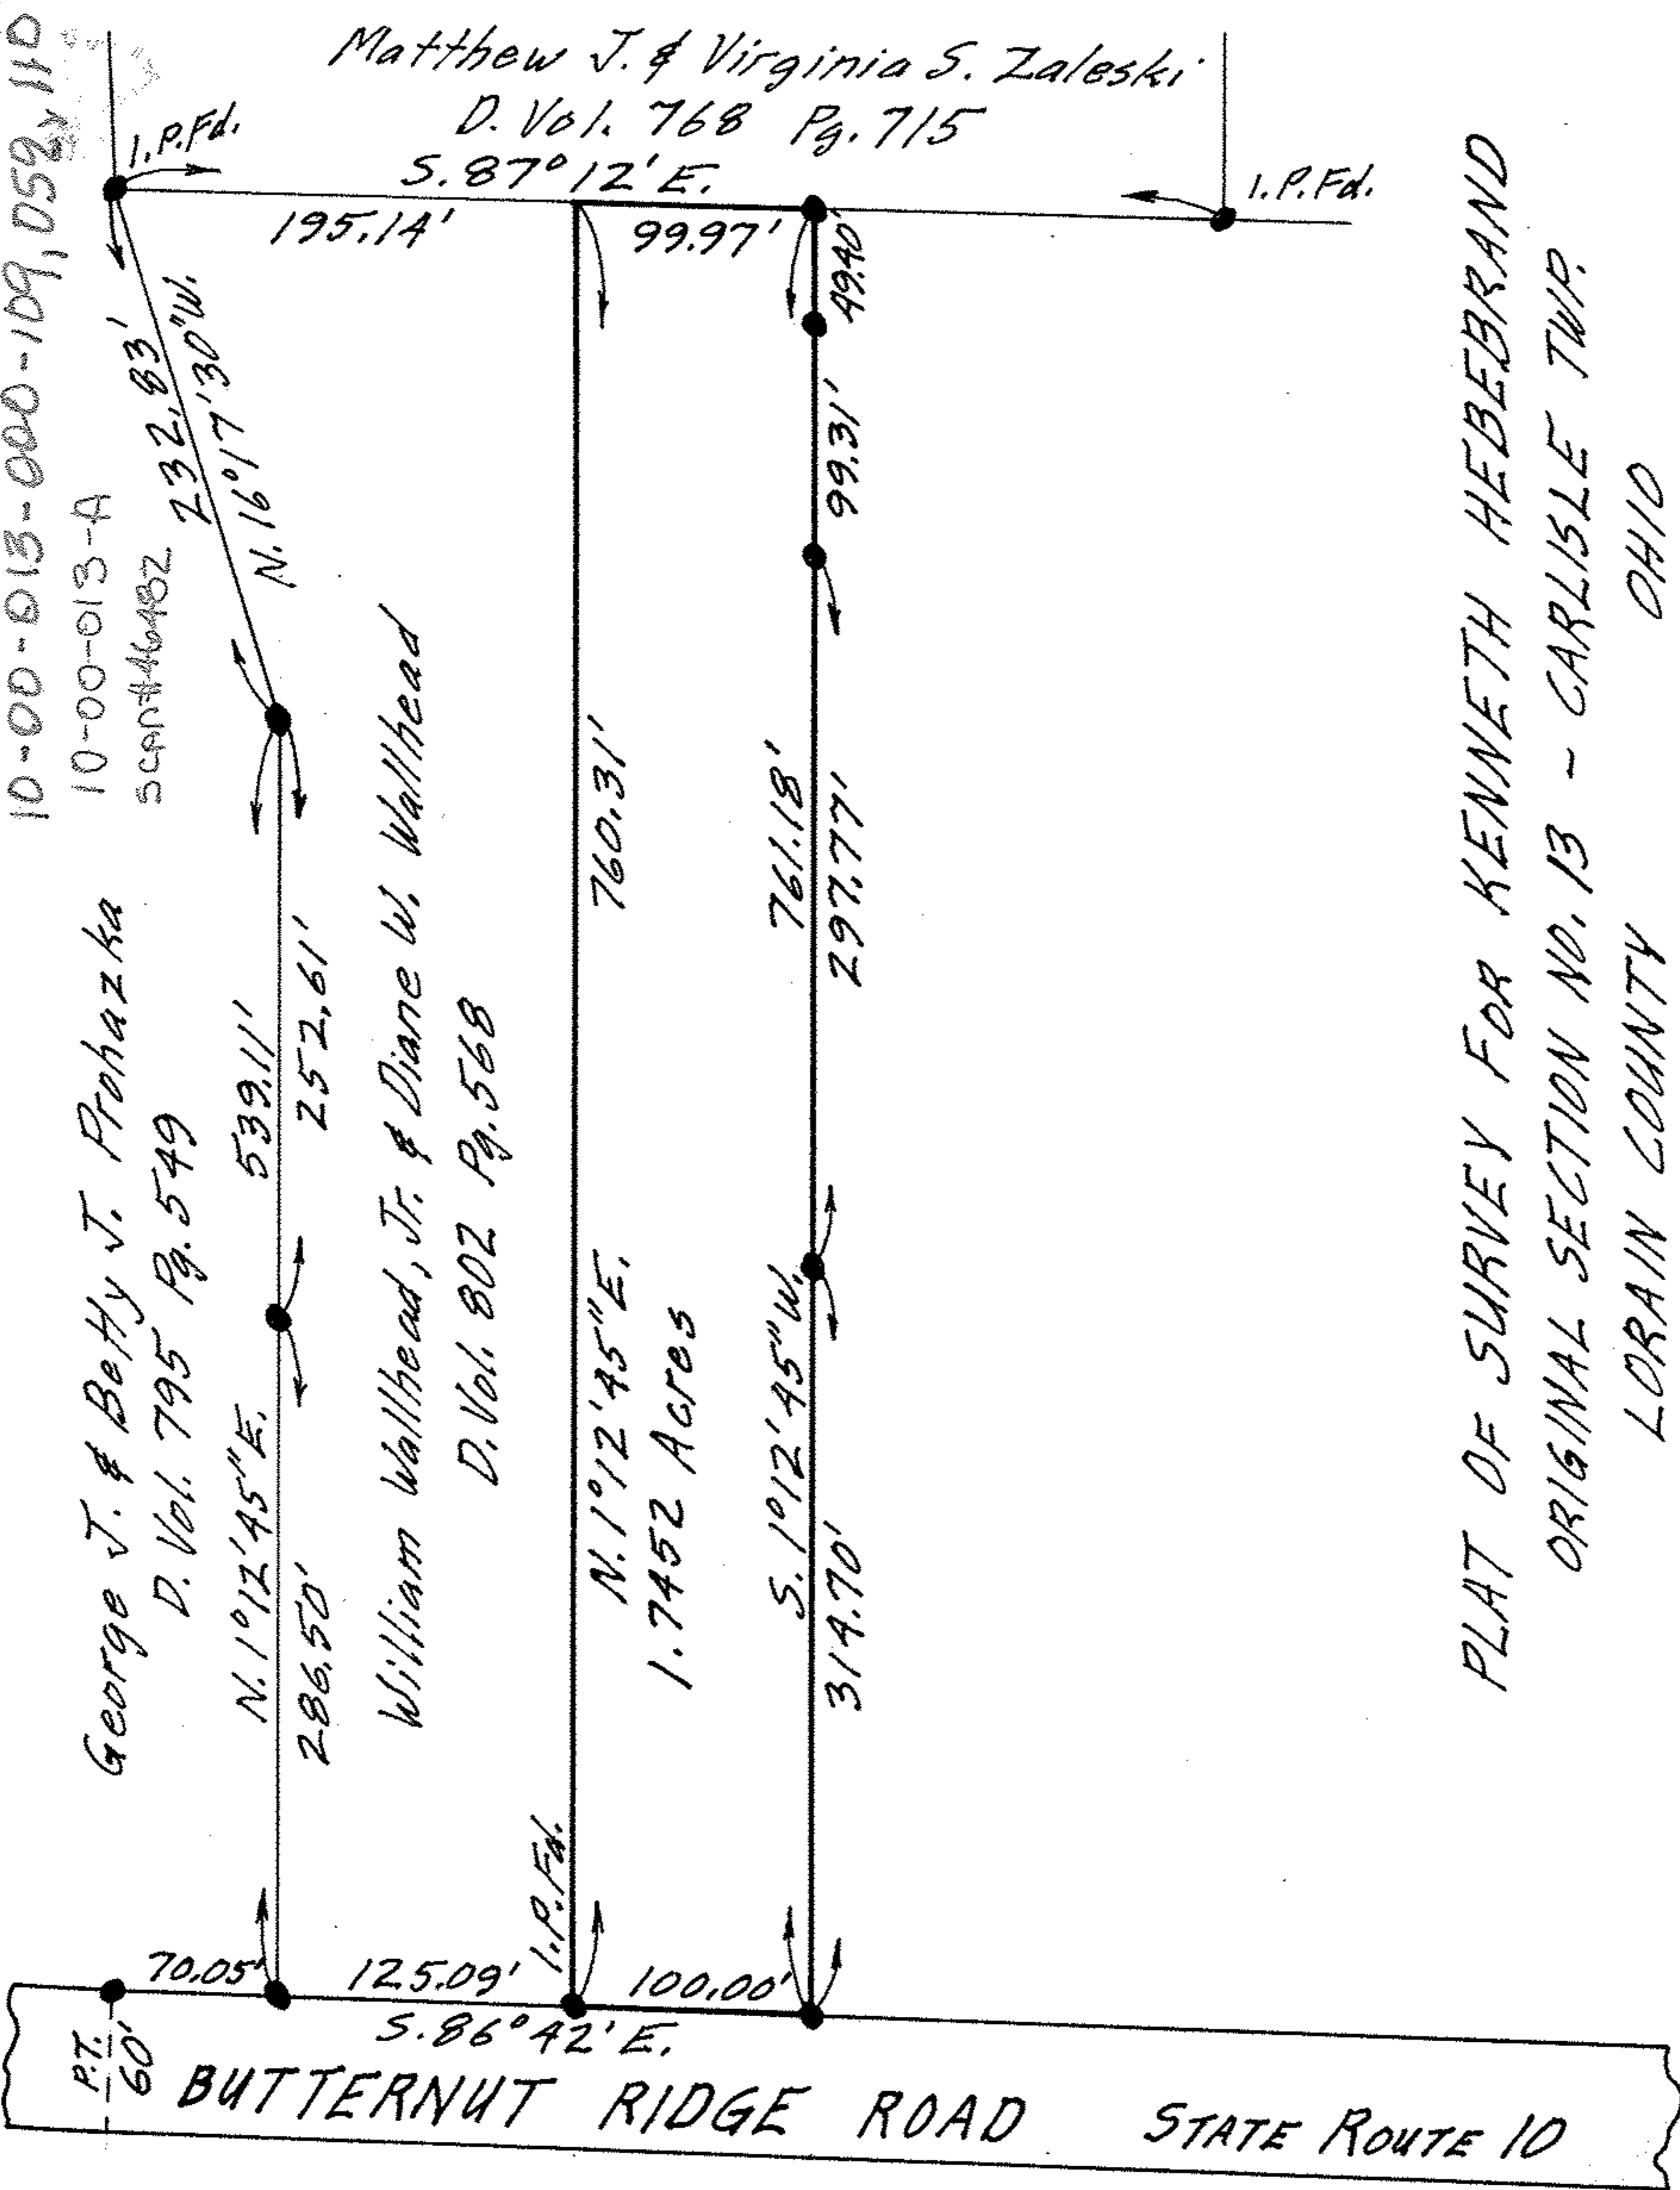 10-00-013-000-109,059,110
10-00-013-A
scan#46482
Matthew J. & Virginia S. Zaleski
D. Vol. 768 Pg. 715
I.P.Fd.
S. 87° 12' E.
I.P.Fd.
195.14'
99.97'
49.40'
232.83'
N. 16° 17' 30" W.
99.31'
George J. & Betty J. Prohazka
D. Vol. 795 Pg. 549
N. 1° 12' 45" E.
539.11'
286.50'
252.61'
William Wallhead, Jr. & Diane W. Wallhead
D. Vol. 802 Pg. 568
I.P.Fd.
N. 1° 12' 45" E.
760.31'
1.7452 Acres
S. 1° 12' 45" W.
761.18'
314.70'
297.77'
PLAT OF SURVEY FOR KENNETH HEBEBRAND
ORIGINAL SECTION NO. 13 - CARLISLE TWP.
LORAIN COUNTY OHIO
70.05'
125.09'
100.00'
S. 86° 42' E.
P.T.
60'
BUTTERNUT RIDGE ROAD STATE ROUTE 10